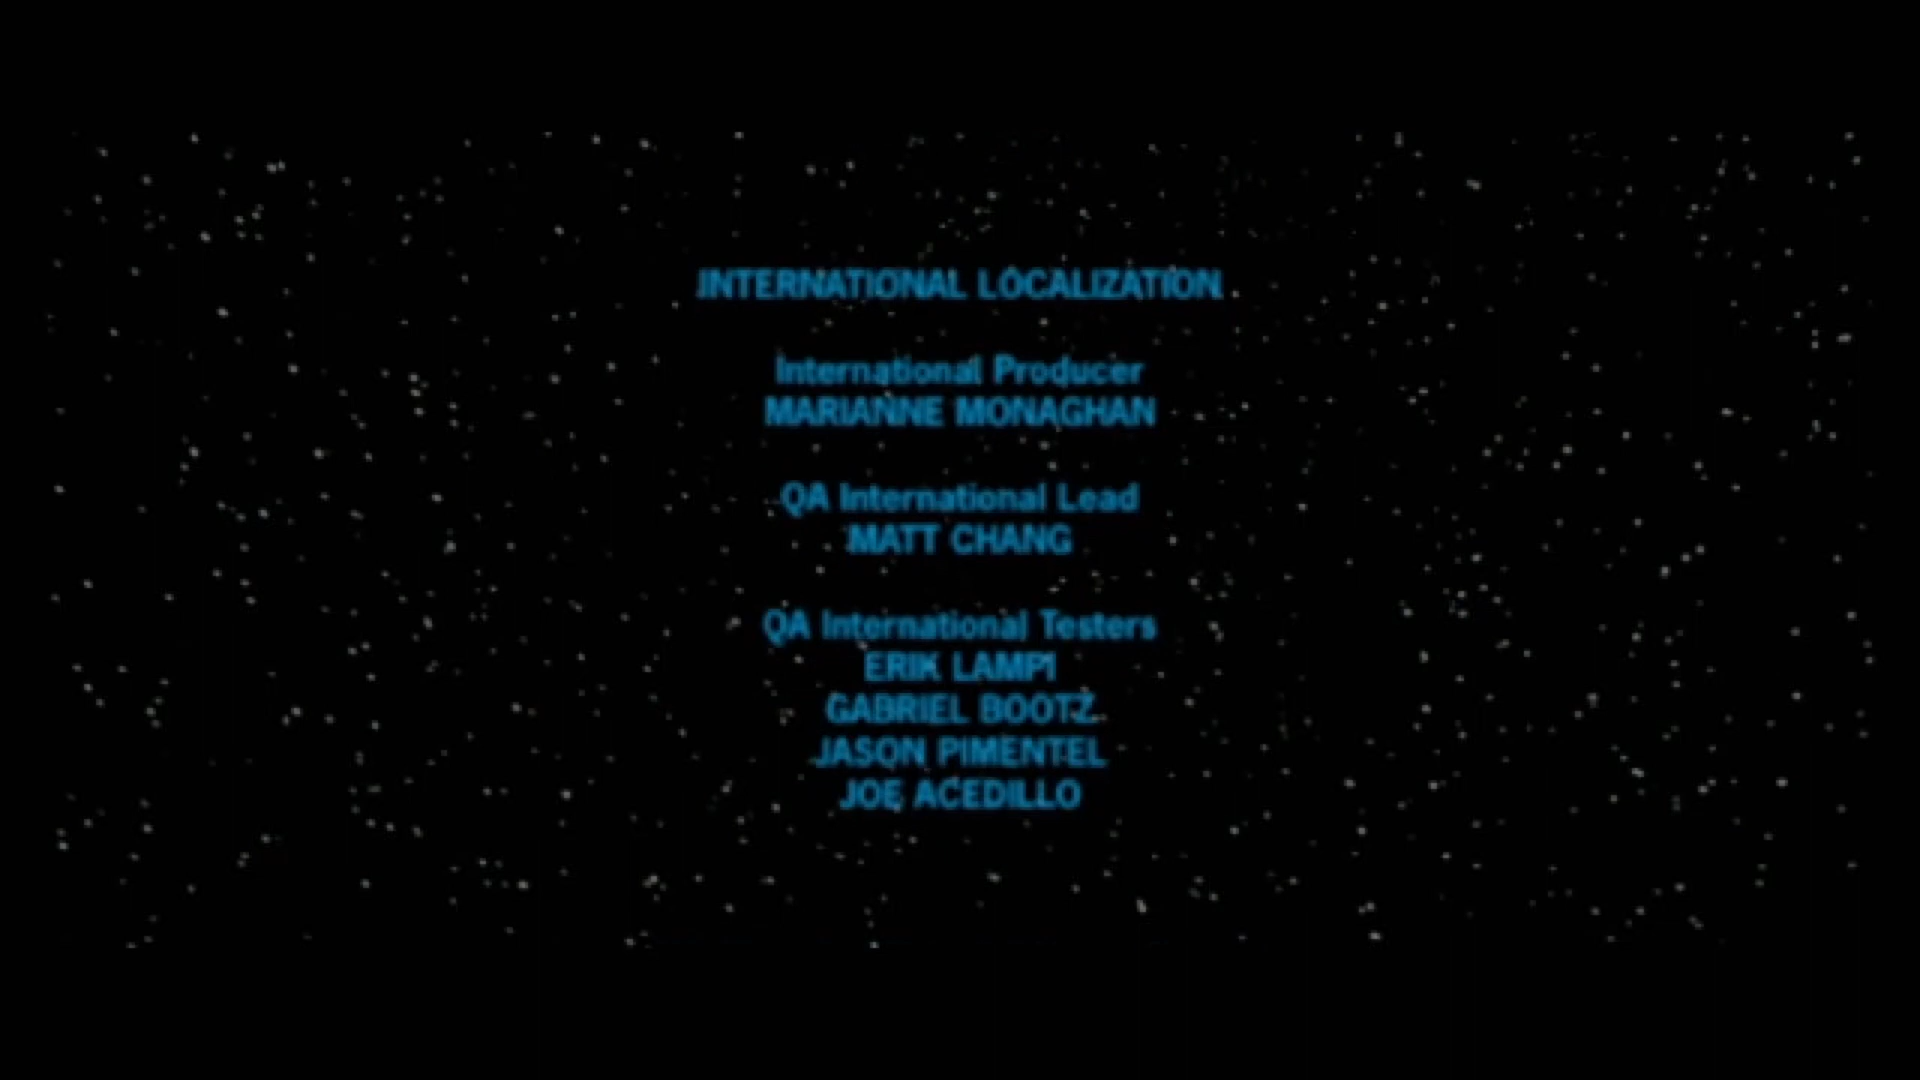 INTERNATIONAL LOCALIZATION
International Producer
MARIANNE MONAGHAN
QA International Lead
MATT CHANG
QA International Testers
ERIK LAMPI
GABRIEL BOOTZ
JASON PIMENTEL
JOE ACEDILLO